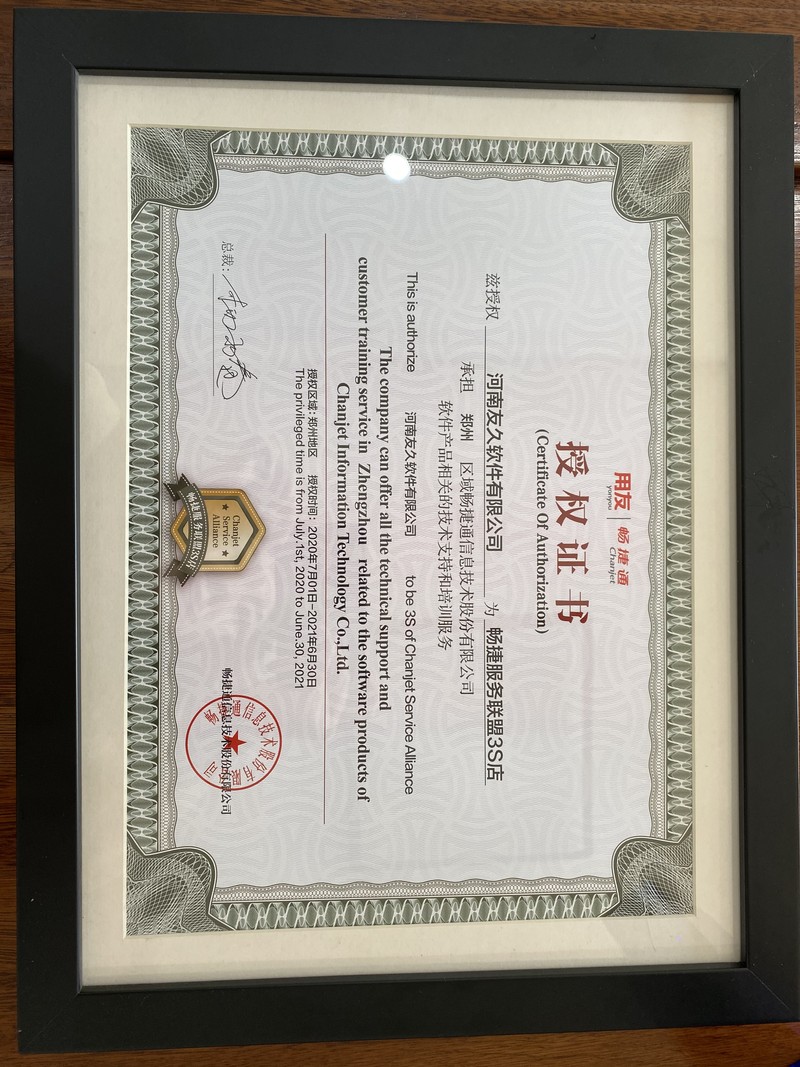 用友 畅捷通
yonyou Chanjet
授权证书
(Certificate Of Authorization)
兹授权 河南友久软件有限公司 为 畅捷服务联盟3S店
承担 郑州 区域畅捷通信息技术股份有限公司
软件产品相关的技术支持和培训服务
This is authorize 河南友久软件有限公司 to be 3S of Chanjet Service Alliance
The company can offer all the technical support and
customer training service in Zhengzhou related to the software products of
Chanjet Information Technology Co.,Ltd.
授权区域:郑州地区 授权时间:2020年7月01日-2021年6月30日
The privileged time is from July.1st, 2020 to June.30, 2021
总裁:
Chanjet
Service
Alliance
畅捷服务联盟3S店
畅捷通信息技术股份有限公司